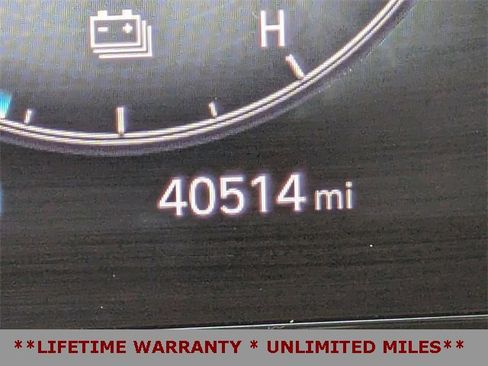 H
40514 mi
**LIFETIME WARRANTY * UNLIMITED MILES**